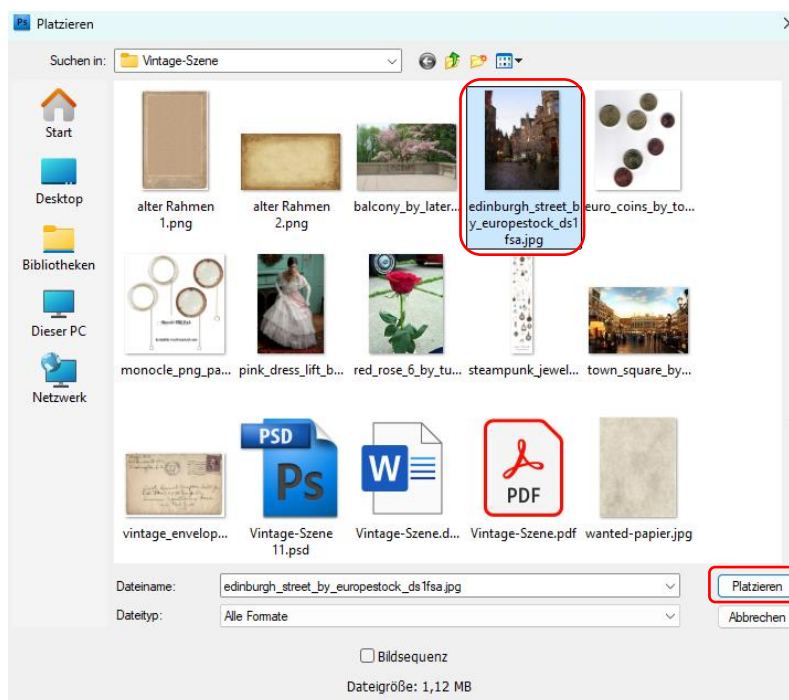 Ps Platzieren
Suchen in: Vintage-Szene
Start
Desktop
Bibliotheken
Dieser PC
Netzwerk
alter Rahmen
1.png
alter Rahmen
2.png
balcony_by_later...
edinburgh_street_b
y_europestock_ds1
fsa.jpg
euro_coins_by_to...
monocle_png_pa...
pink_dress_lift_b...
red_rose_6_by_tu...
steampunk_jewel...
town_square_by...
PSD
Ps
W
PDF
vintage_envelop...
Vintage-Szene
11.psd
Vintage-Szene.d...
Vintage-Szene.pdf
wanted-papier.jpg
Dateiname: edinburgh_street_by_europestock_ds1fsa.jpg Platzieren
Dateityp: Alle Formate Abbrechen
Bildsequenz
Dateigröße: 1,12 MB